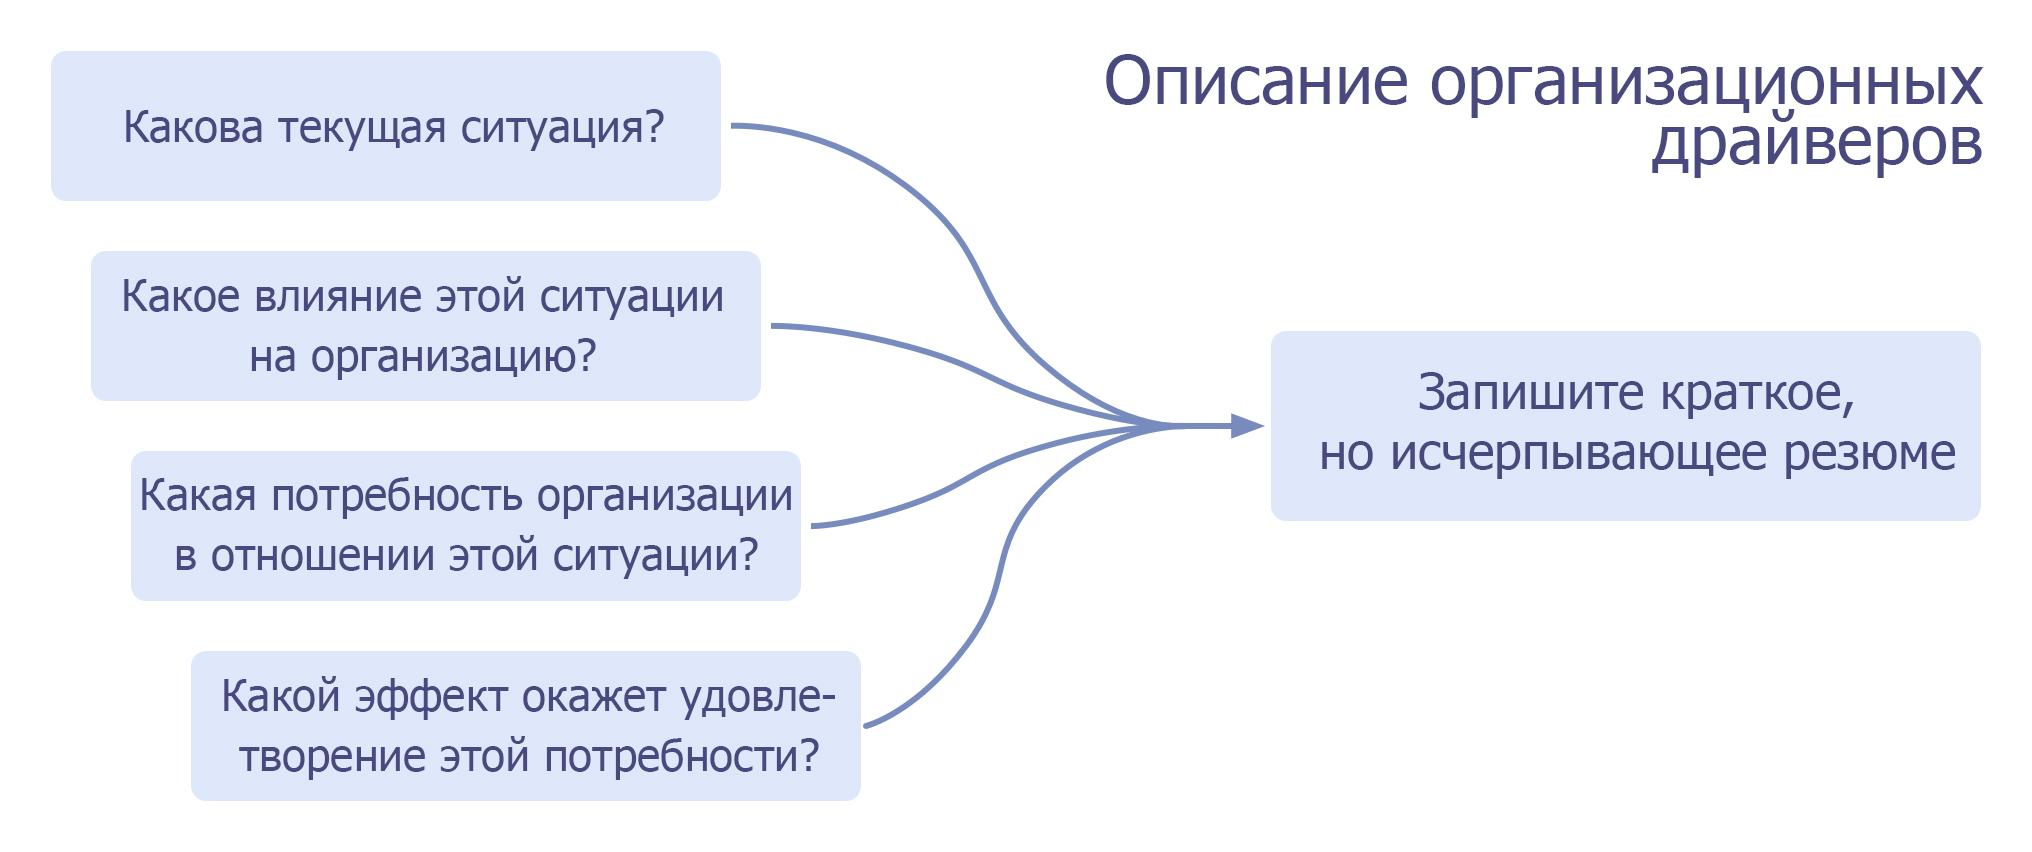 Описание организационных
драйверов
Какова текущая ситуация?
Какое влияние этой ситуации
на организацию?
Какая потребность организации
в отношении этой ситуации?
Какой эффект окажет удовле-
творение этой потребности?
Запишите краткое,
но исчерпывающее резюме